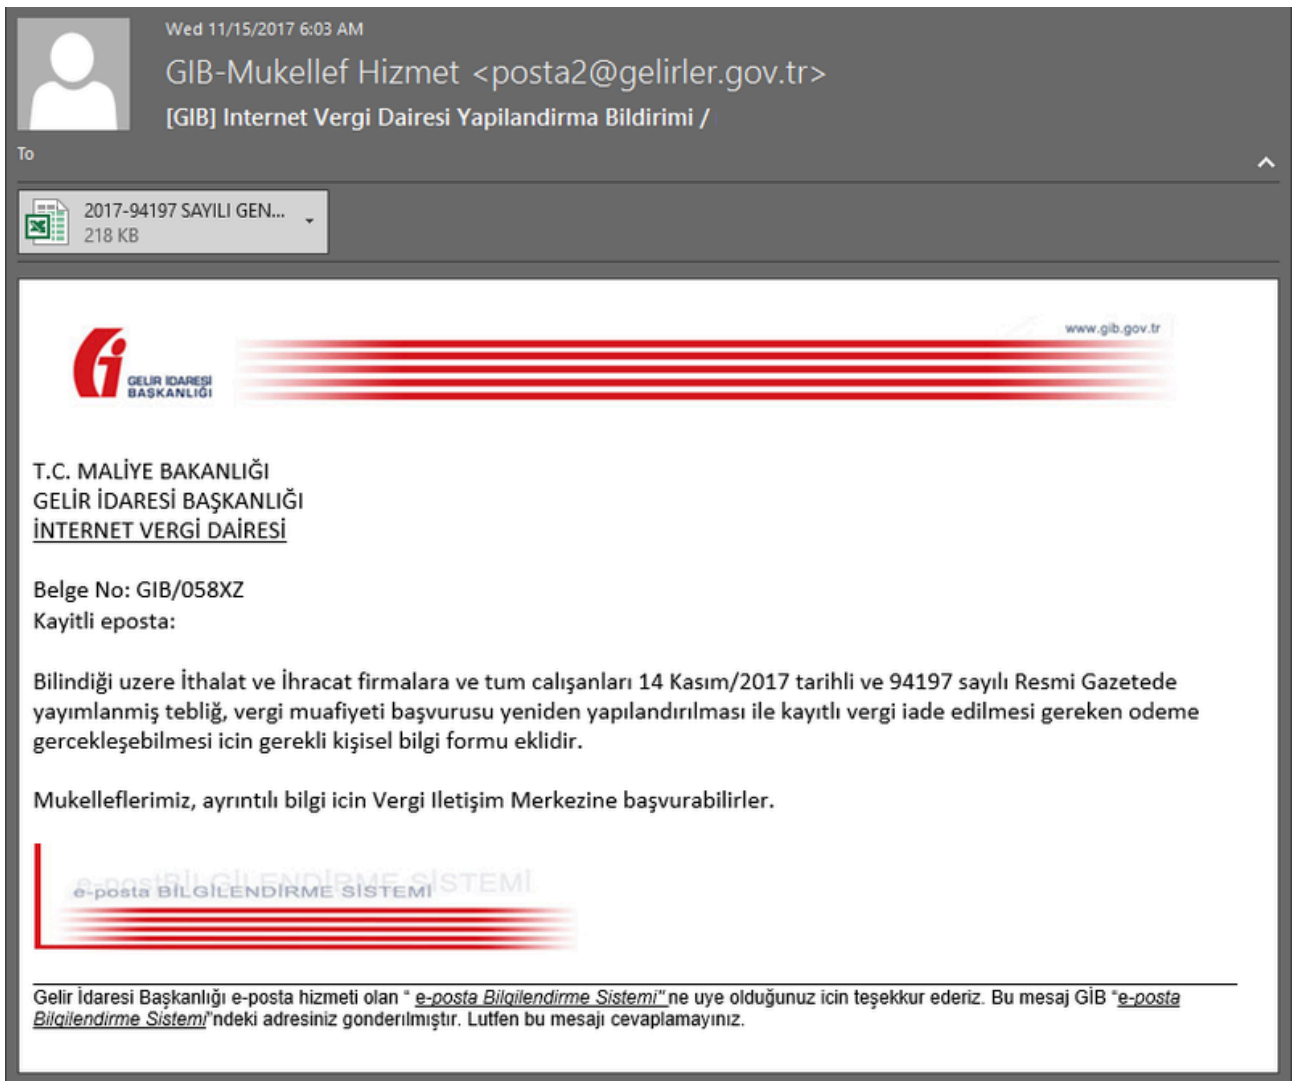 Wed 11/15/2017 6:03 AM
GIB-Mukellef Hizmet <posta2@gelirler.gov.tr>
[GIB] Internet Vergi Dairesi Yapilandirma Bildirimi /
To
2017-94197 SAYILI GEN...
218 KB
www.gib.gov.tr
GELIR IDARESI
BAŞKANLIĞI
T.C. MALİYE BAKANLIĞI
GELİR İDARESİ BAŞKANLIĞI
İNTERNET VERGİ DAİRESİ
Belge No: GIB/058XZ
Kayitli eposta:
Bilindiği uzere İthalat ve İhracat firmalara ve tum calışanları 14 Kasım/2017 tarihli ve 94197 sayılı Resmi Gazetede
yayımlanmiş tebliğ, vergi muafiyeti başvurusu yeniden yapılandırılması ile kayıtlı vergi iade edilmesi gereken odeme
gercekleşebilmesi icin gerekli kişisel bilgi formu eklidir.
Mukelleflerimiz, ayrıntılı bilgi icin Vergi Iletişim Merkezine başvurabilirler.
e-posta BİLGİLENDİRME SİSTEMİ
Gelir İdaresi Başkanlığı e-posta hizmeti olan “ e-posta Bilgilendirme Sistemi" ne uye olduğunuz icin teşekkur ederiz. Bu mesaj GİB “e-posta
Bilgilendirme Sistemi”ndeki adresiniz gonderılmıştır. Lutfen bu mesajı cevaplamayınız.